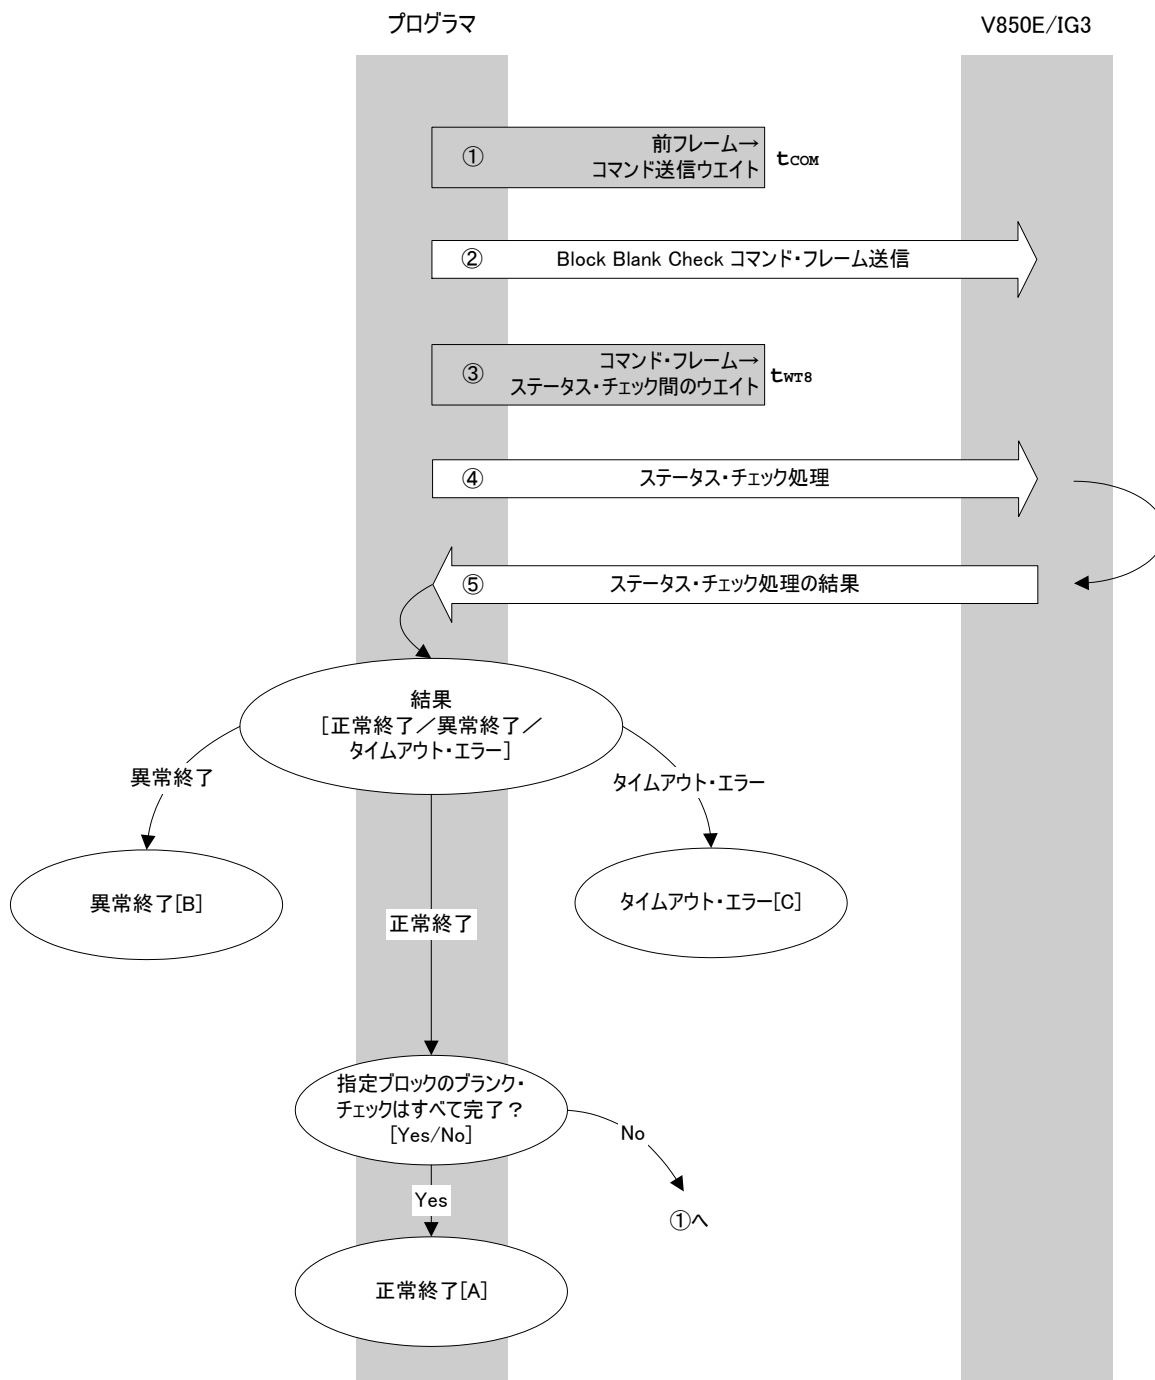 プログラマ
V850E/IG3
① 前フレーム→
コマンド送信ウエイト
tCOM
② Block Blank Check コマンド・フレーム送信
③ コマンド・フレーム→
ステータス・チェック間のウエイト
tWT8
④ ステータス・チェック処理
⑤ ステータス・チェック処理の結果
結果
[正常終了／異常終了／
タイムアウト・エラー]
異常終了
タイムアウト・エラー
異常終了[B]
正常終了
タイムアウト・エラー[C]
指定ブロックのブランク・
チェックはすべて完了？
[Yes/No]
No
Yes
①へ
正常終了[A]